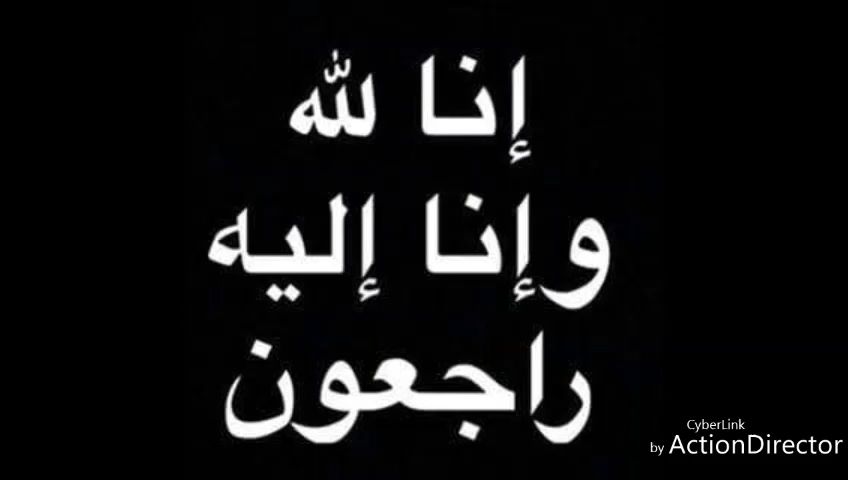 إنا لله
وإنا إليه
راجعون
CyberLink
by ActionDirector